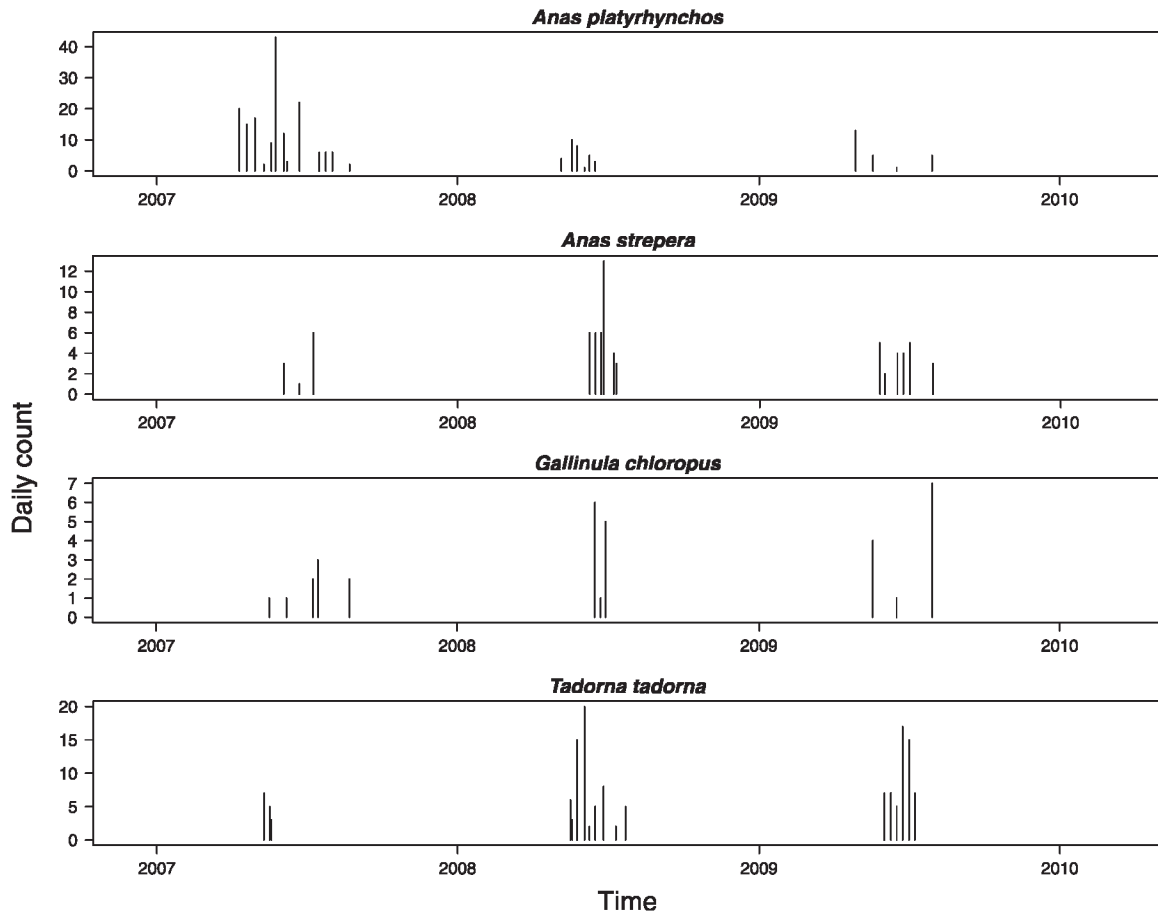 Anas platyrhynchos
40
30
20
10
0
2007 2008 2009 2010
Anas strepera
12
10
8
6
4
2
0
2007 2008 2009 2010
Gallinula chloropus
7
6
5
4
3
2
1
0
2007 2008 2009 2010
Tadorna tadorna
20
15
10
5
0
2007 2008 2009 2010
Daily count
Time